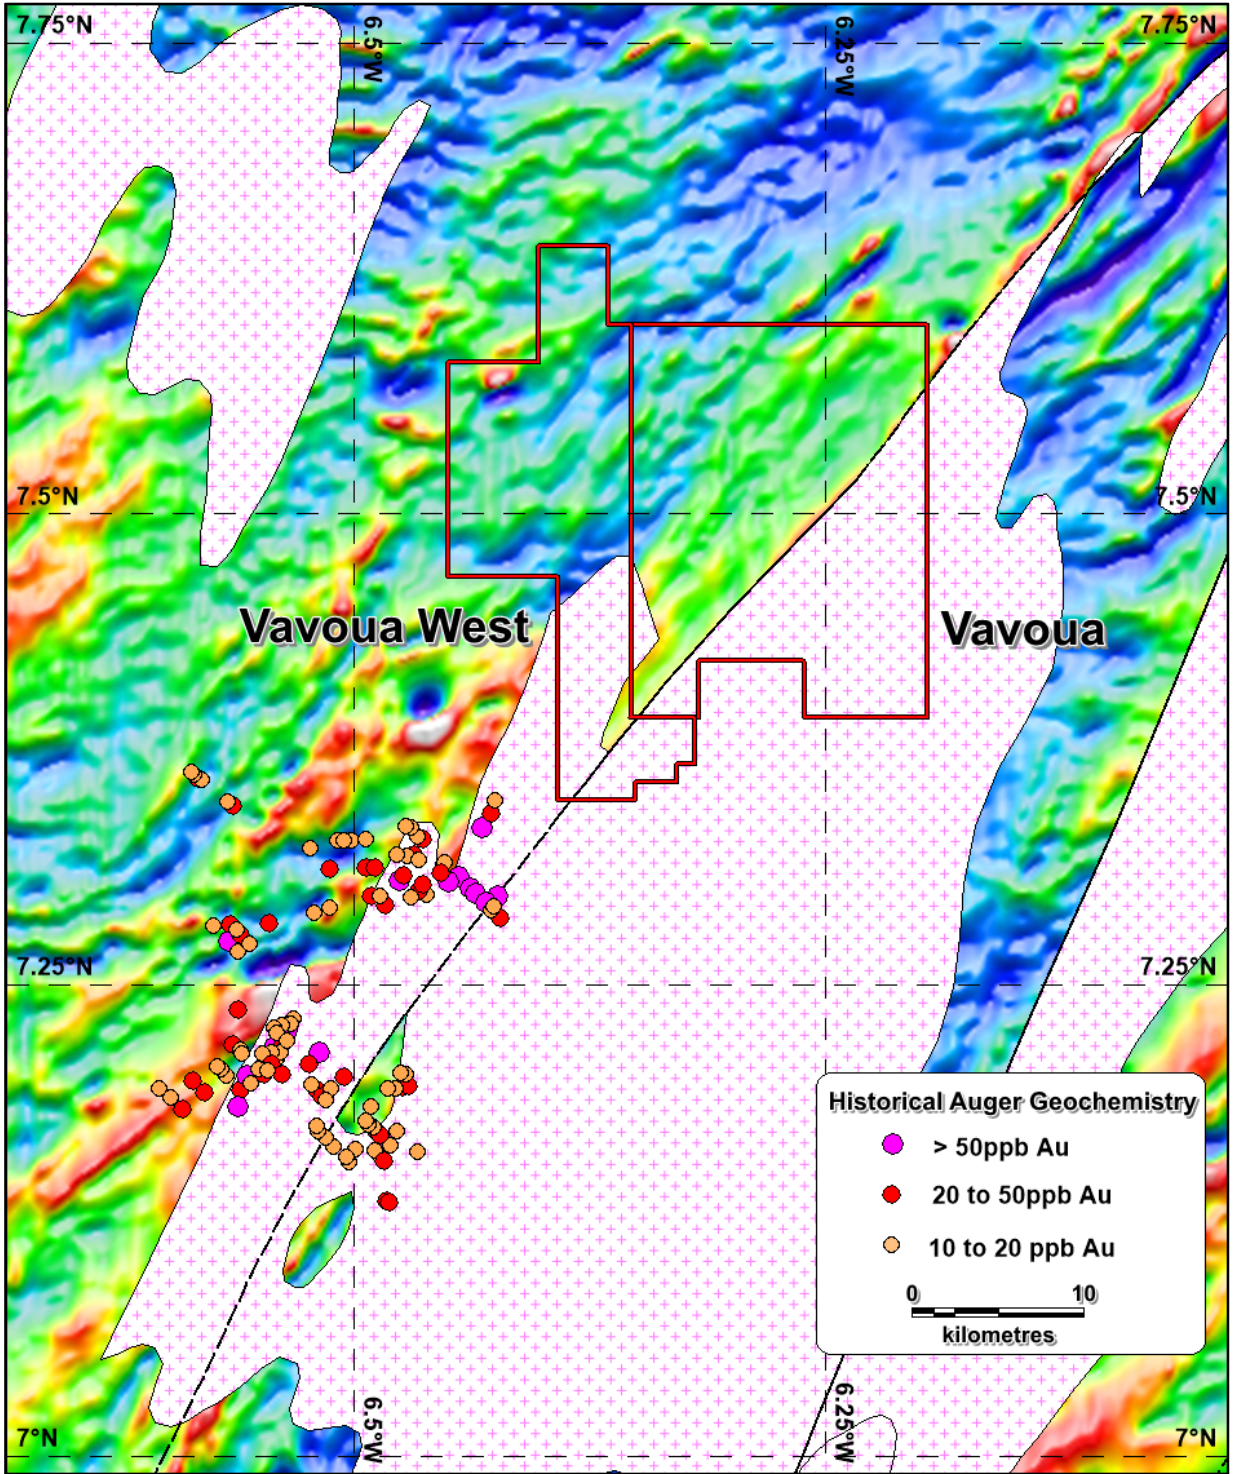 7.75°N
6.5°W
6.25°W
7.75°N
7.5°N
7.5°N
Vavoua West
Vavoua
7.25°N
7.25°N
Historical Auger Geochemistry
> 50ppb Au
20 to 50ppb Au
10 to 20 ppb Au
0 10
kilometres
7°N
6.5°W
6.25°W
7°N